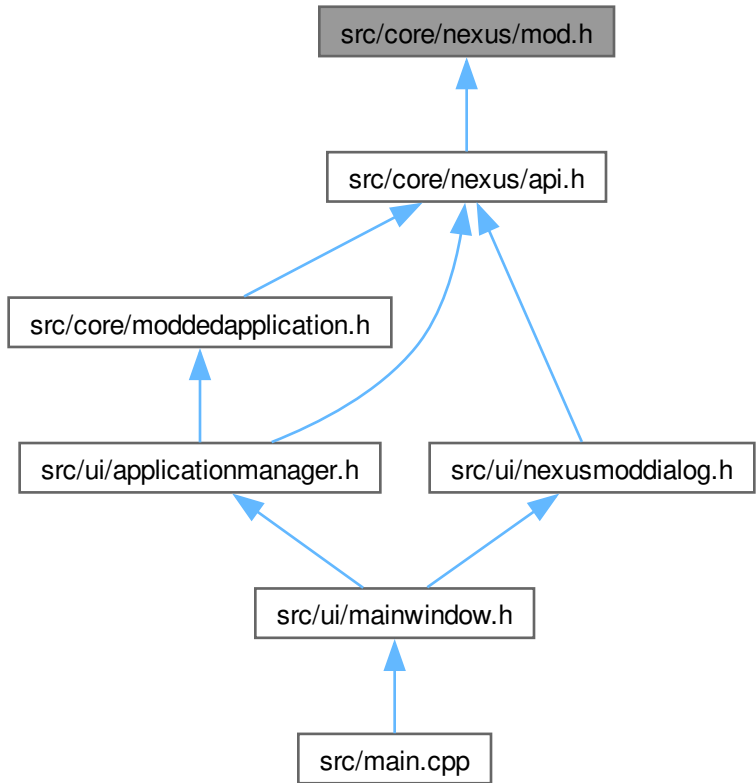 src/core/nexus/mod.h
src/core/nexus/api.h
src/core/moddedapplication.h
src/ui/applicationmanager.h
src/ui/nexusmoddialog.h
src/ui/mainwindow.h
src/main.cpp